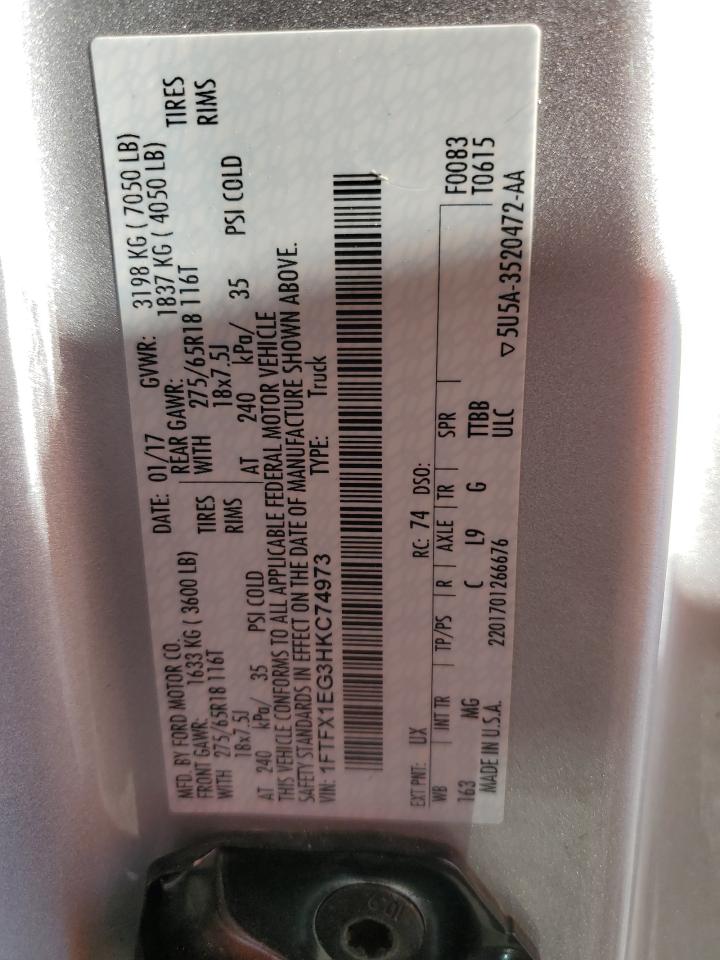 MFD. BY FORD MOTOR CO. DATE: 01/17 GVWR: 3198 KG ( 7050 LB)
FRONT GAWR: 1633 KG ( 3600 LB) REAR GAWR: 1837 KG ( 4050 LB)
WITH 275/65R18 116T TIRES WITH 275/65R18 116T TIRES
18x7.5J RIMS 18x7.5J RIMS
AT 240 kPa/ 35 PSI COLD AT 240 kPa/ 35 PSI COLD
THIS VEHICLE CONFORMS TO ALL APPLICABLE FEDERAL MOTOR VEHICLE
SAFETY STANDARDS IN EFFECT ON THE DATE OF MANUFACTURE SHOWN ABOVE.
VIN: 1FTFX1EG3HKC74973 TYPE: Truck
F0083
EXT PNT: UX RC: 74 DSO: T0615
WB INT TR TP/PS R AXLE TR SPR
163 MG C L9 G TTBB
MADE IN U.S.A. 2201701266676 ULC ▽5U5A-3520472-AA
10.9